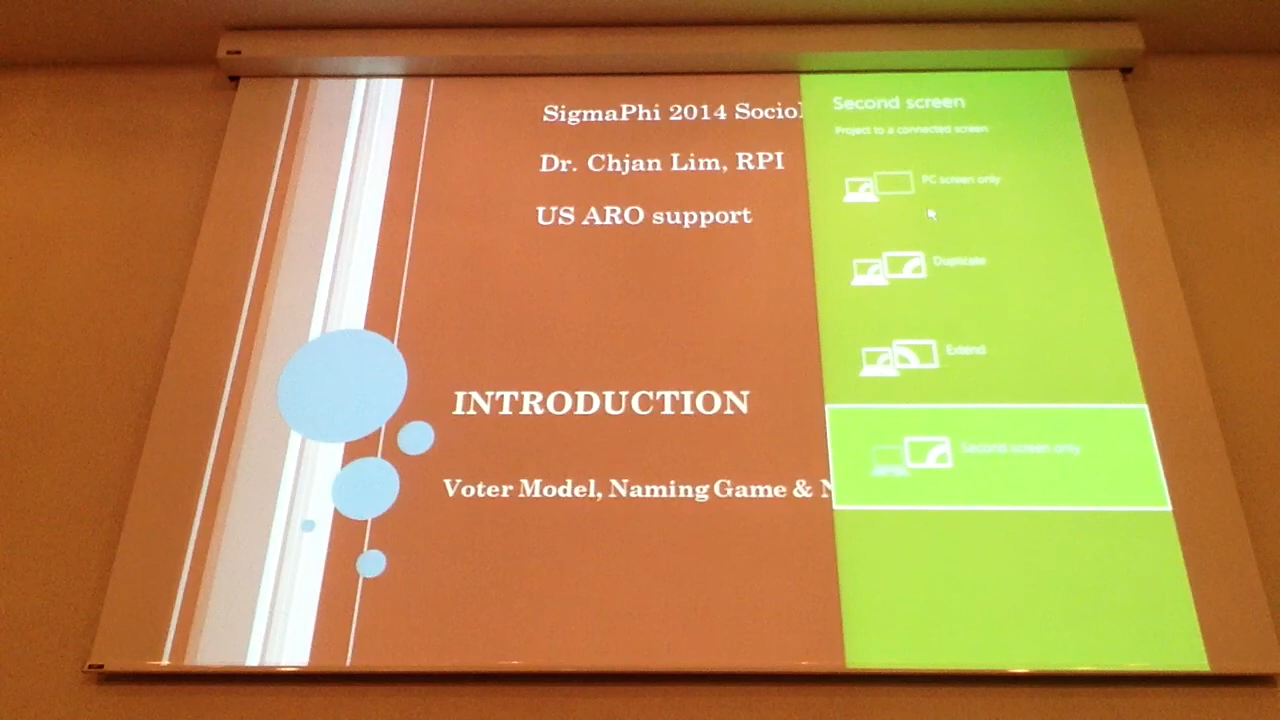 SigmaPhi 2014
Dr. Chjan Lim, RPI
US ARO support
INTRODUCTION
Voter Model, Naming Game &
Second screen
Project to a connected screen
PC screen only
Duplicate
Extend
Second screen only